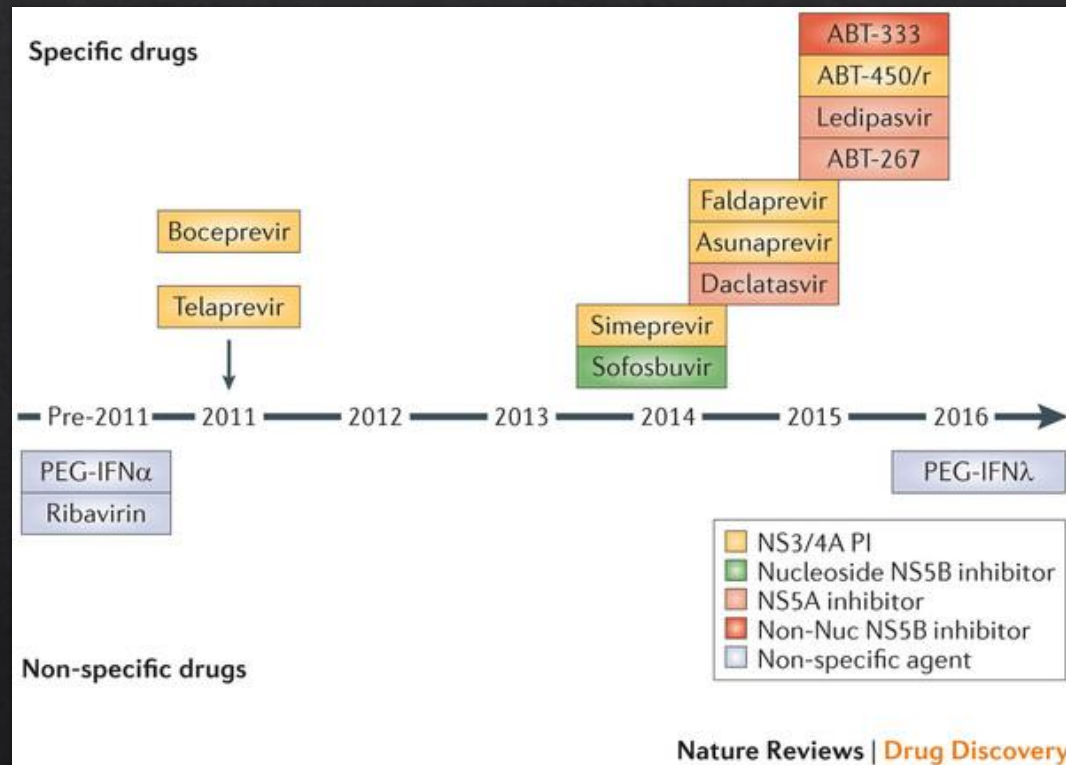 Specific drugs
ABT-333
ABT-450/r
Ledipasvir
ABT-267
Faldaprevir
Asunaprevir
Daclatasvir
Boceprevir
Telaprevir
Simeprevir
Sofosbuvir
Pre-2011 2011 2012 2013 2014 2015 2016
PEG-IFNα
Ribavirin
PEG-IFNλ
NS3/4A PI
Nucleoside NS5B inhibitor
NS5A inhibitor
Non-Nuc NS5B inhibitor
Non-specific agent
Non-specific drugs
Nature Reviews | Drug Discovery